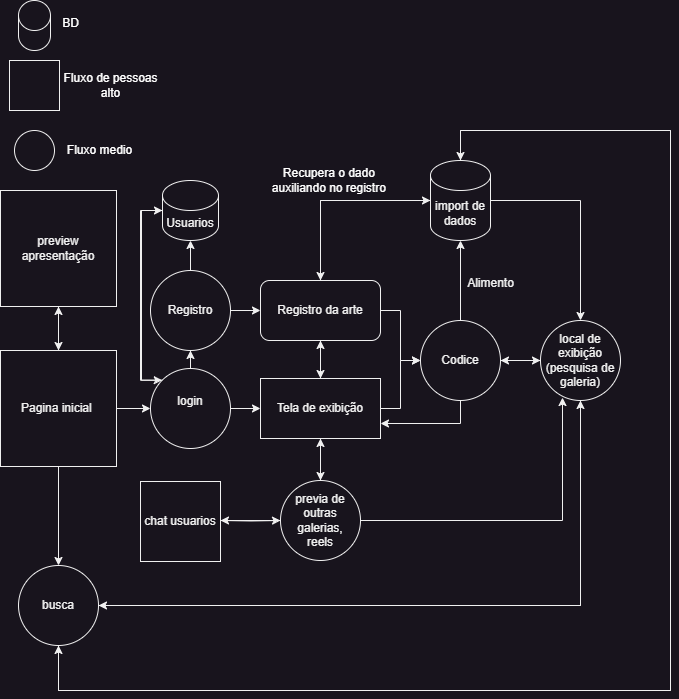 BD
Fluxo de pessoas
alto
Fluxo medio
Recupera o dado
auxiliando no registro
import de
dados
Usuarios
preview
apresentação
Alimento
Registro
Registro da arte
local de
exibição
(pesquisa de
galeria)
Codice
Pagina inicial
login
Tela de exibição
chat usuarios
previa de
outras
galerias,
reels
busca